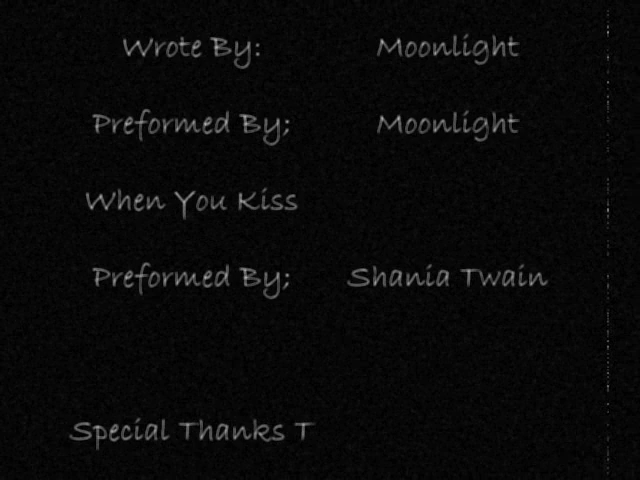 Wrote By: Moonlight
Preformed By; Moonlight
When You Kiss
Preformed By; Shania Twain
Special Thanks T